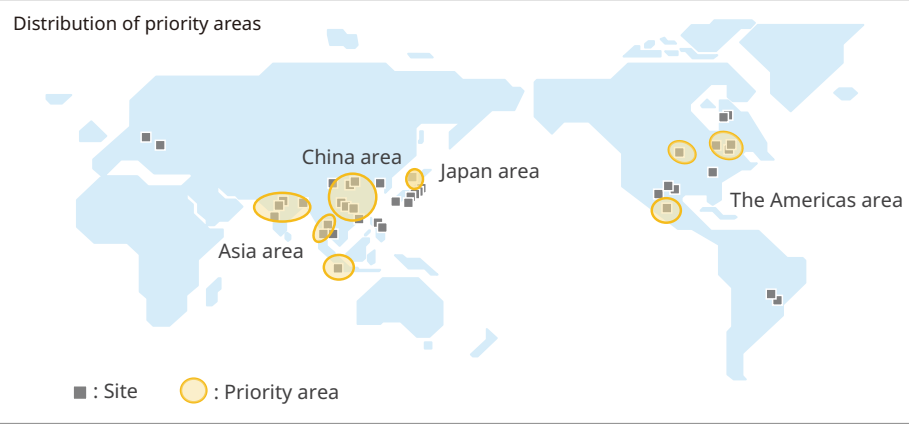 Distribution of priority areas
China area
Japan area
The Americas area
Asia area
: Site
: Priority area